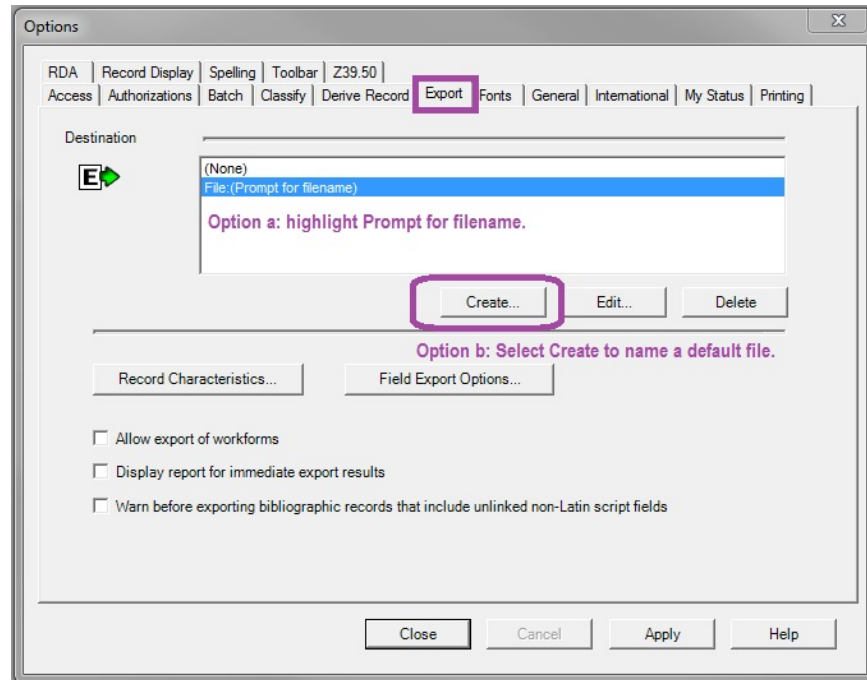 Options
RDA Record Display Spelling Toolbar Z39.50
Access Authorizations Batch Classify Derive Record Export Fonts General International My Status Printing
Destination
E
(None)
File:(Prompt for filename)
Option a: highlight Prompt for filename.
Create... Edit... Delete
Option b: Select Create to name a default file.
Record Characteristics... Field Export Options...
Allow export of workforms
Display report for immediate export results
Warn before exporting bibliographic records that include unlinked non-Latin script fields
Close Cancel Apply Help